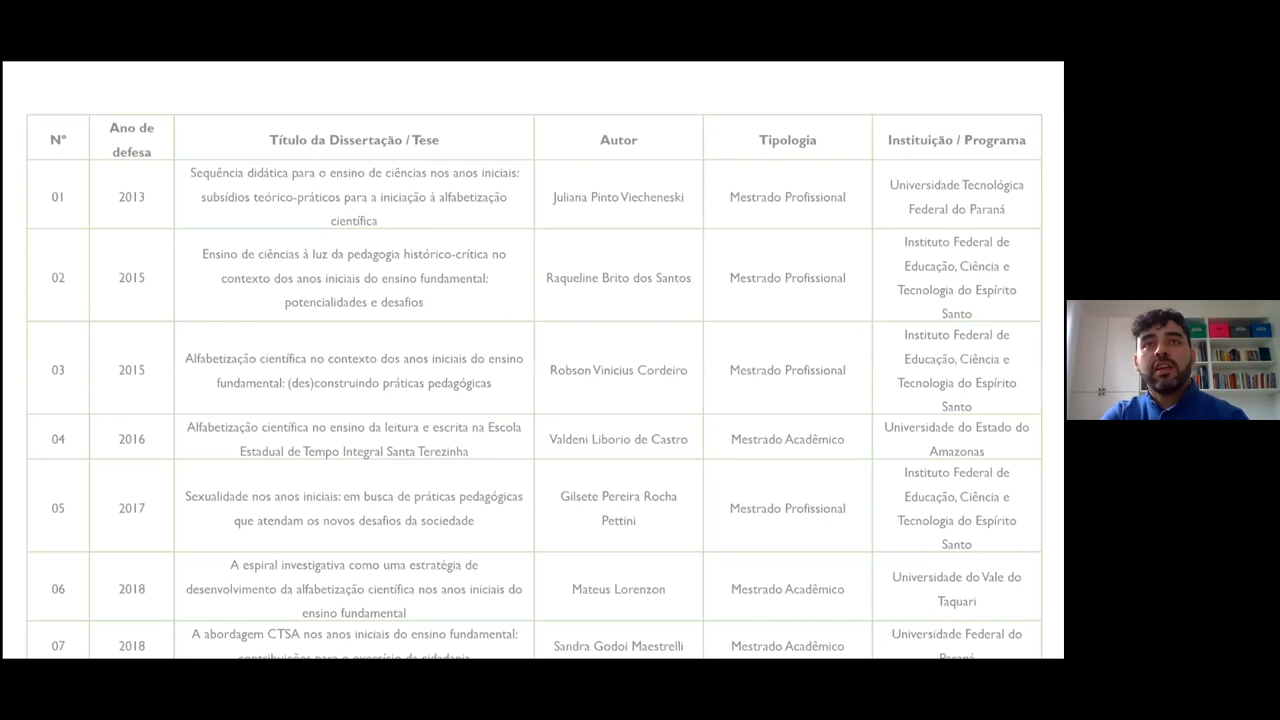 Nº
Ano de
defesa
Título da Dissertação / Tese
Autor
Tipologia
Instituição / Programa
01
2013
Sequência didática para o ensino de ciências nos anos iniciais:
subsídios teórico-práticos para a iniciação à alfabetização
científica
Juliana Pinto Viecheneski
Mestrado Profissional
Universidade Tecnológica
Federal do Paraná
02
2015
Ensino de ciências à luz da pedagogia histórico-crítica no
contexto dos anos iniciais do ensino fundamental:
potencialidades e desafios
Raqueline Brito dos Santos
Mestrado Profissional
Instituto Federal de
Educação, Ciência e
Tecnologia do Espírito
Santo
03
2015
Alfabetização científica no contexto dos anos iniciais do ensino
fundamental: (des)construindo práticas pedagógicas
Robson Vinicius Cordeiro
Mestrado Profissional
Instituto Federal de
Educação, Ciência e
Tecnologia do Espírito
Santo
04
2016
Alfabetização científica no ensino da leitura e escrita na Escola
Estadual de Tempo Integral Santa Terezinha
Valdeni Liborio de Castro
Mestrado Acadêmico
Universidade do Estado do
Amazonas
05
2017
Sexualidade nos anos iniciais: em busca de práticas pedagógicas
que atendam os novos desafios da sociedade
Gilsete Pereira Rocha
Pettini
Mestrado Profissional
Instituto Federal de
Educação, Ciência e
Tecnologia do Espírito
Santo
06
2018
A espiral investigativa como uma estratégia de
desenvolvimento da alfabetização científica nos anos iniciais do
ensino fundamental
Mateus Lorenzon
Mestrado Acadêmico
Universidade do Vale do
Taquari
07
2018
A abordagem CTSA nos anos iniciais do ensino fundamental:
contribuições para o exercício da cidadania
Sandra Godoi Maestrelli
Mestrado Acadêmico
Universidade Federal do
Paraná